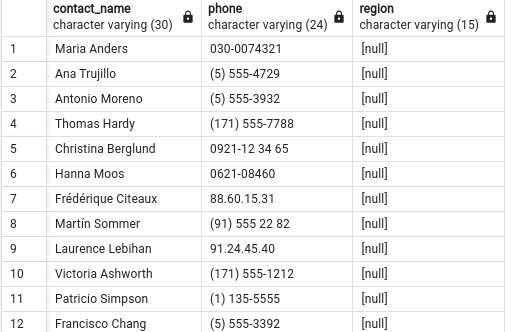 contact_name phone region
character varying (30) character varying (24) character varying (15)
1 Maria Anders 030-0074321 [null]
2 Ana Trujillo (5) 555-4729 [null]
3 Antonio Moreno (5) 555-3932 [null]
4 Thomas Hardy (171) 555-7788 [null]
5 Christina Berglund 0921-12 34 65 [null]
6 Hanna Moos 0621-08460 [null]
7 Frédérique Citeaux 88.60.15.31 [null]
8 Martín Sommer (91) 555 22 82 [null]
9 Laurence Lebihan 91.24.45.40 [null]
10 Victoria Ashworth (171) 555-1212 [null]
11 Patricio Simpson (1) 135-5555 [null]
12 Francisco Chang (5) 555-3392 [null]